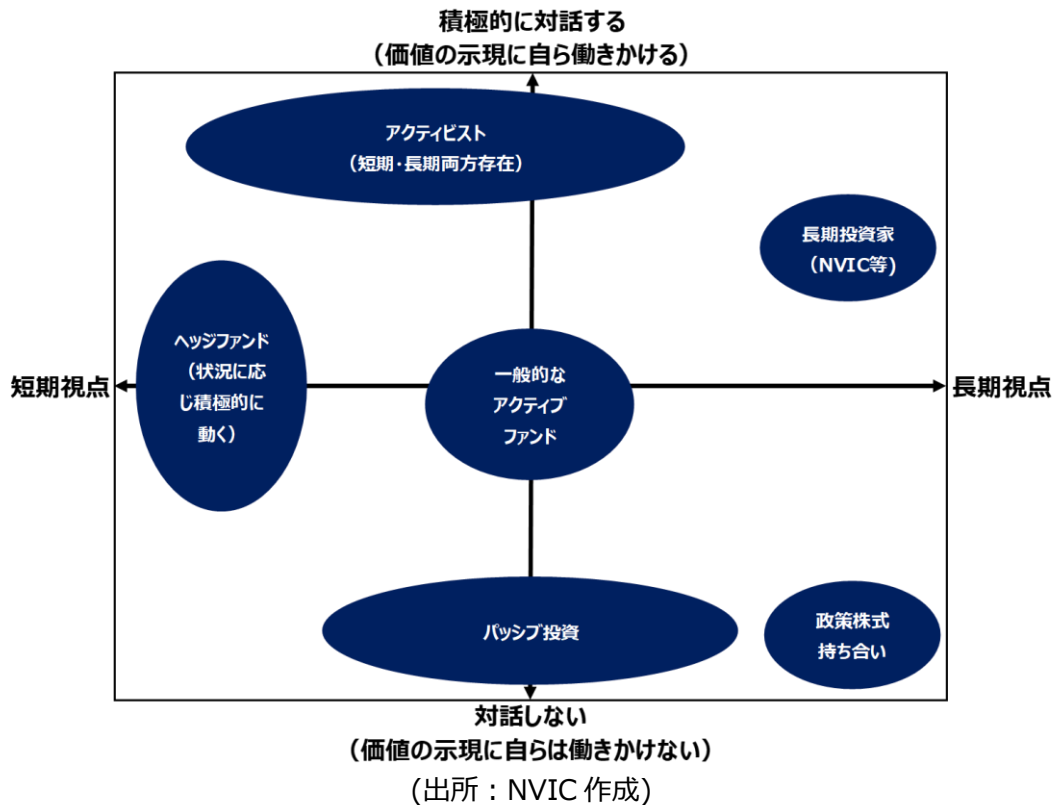 積極的に対話する
（価値の示現に自ら働きかける）
アクティビスト
（短期・長期両方存在）
長期投資家
（NVIC等）
ヘッジファンド
（状況に応
じ積極的に
動く）
一般的な
アクティブ
ファンド
短期視点
長期視点
パッシブ投資
政策株式
持ち合い
対話しない
（価値の示現に自らは働きかけない）
(出所：NVIC 作成)